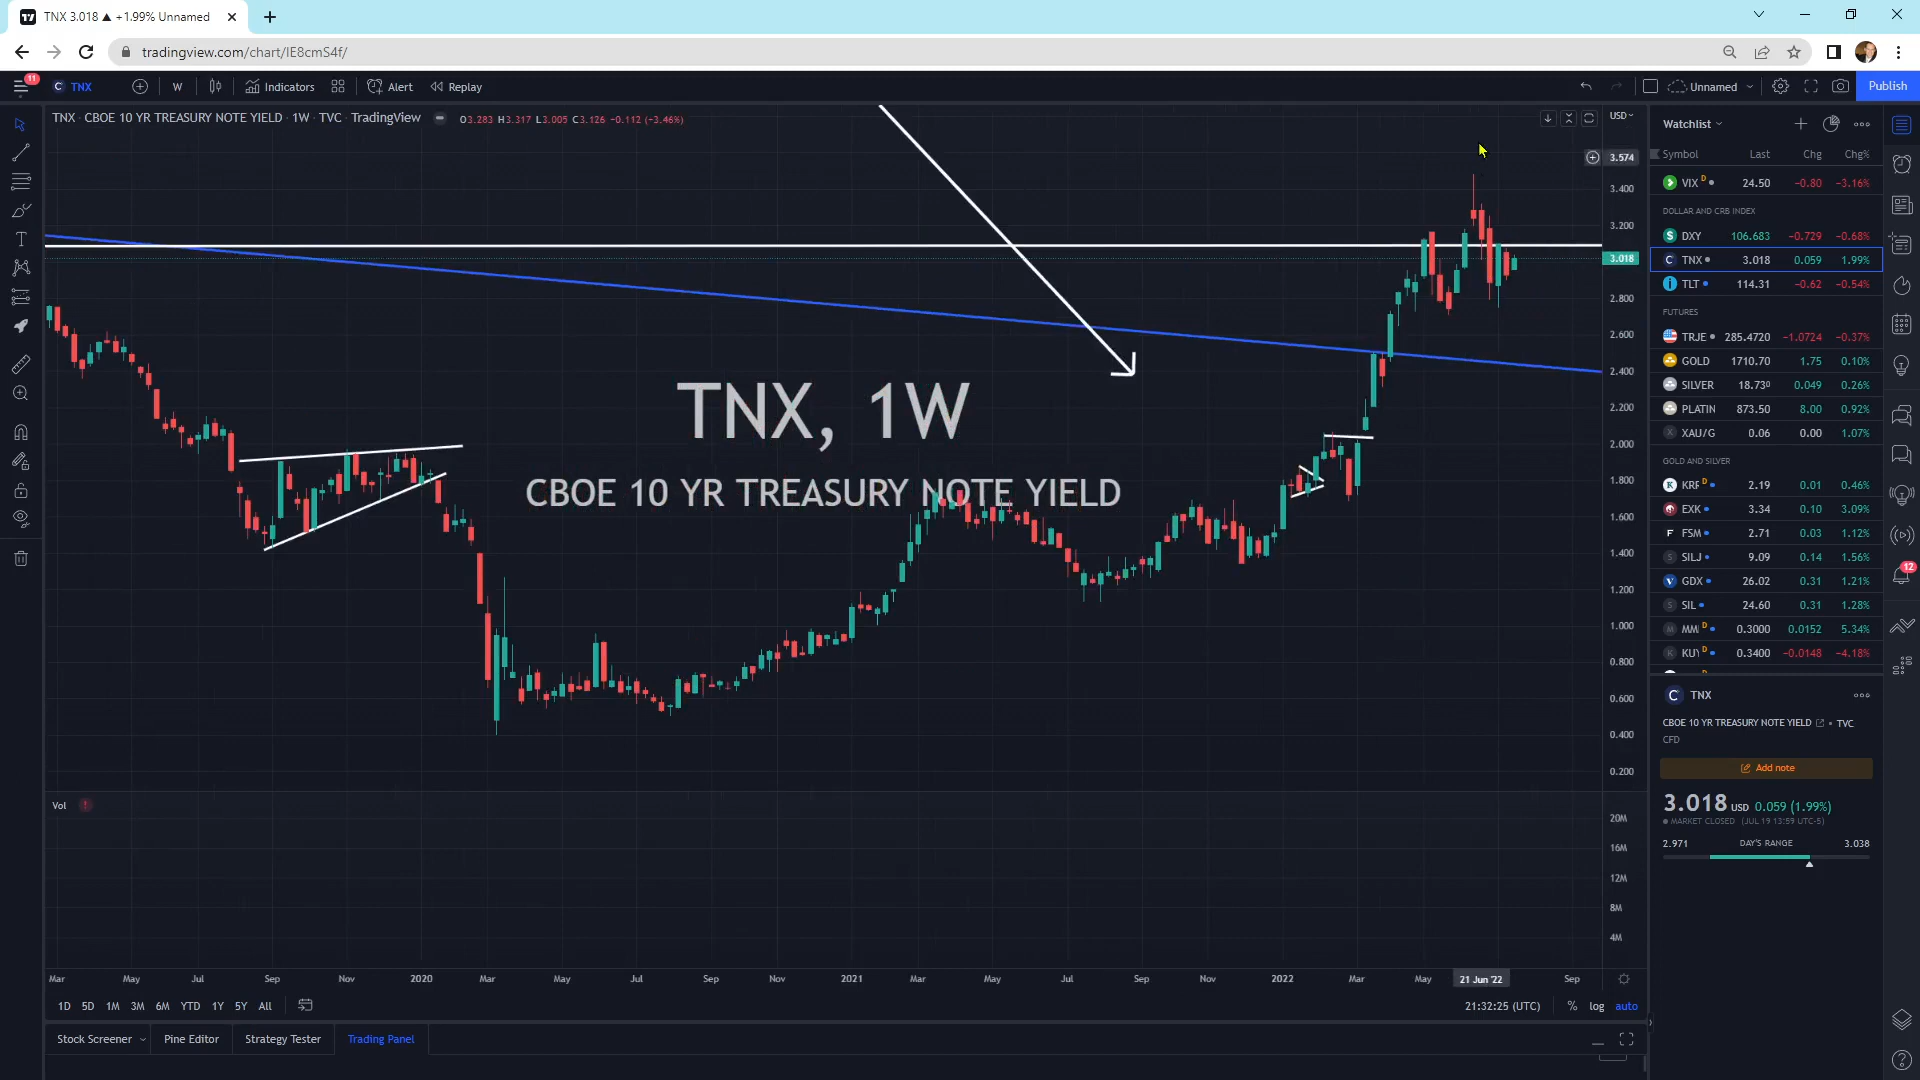 TNX 3.018 ▲ +1.99% Unnamed
tradingview.com/chart/IE8cmS4f/
11 TNX W Indicators Alert Replay Unnamed Publish
TNX · CBOE 10 YR TREASURY NOTE YIELD · 1W · TVC · TradingView O3.283 H3.317 L3.005 C3.126 -0.112 (-3.46%)
USD
3.574
3.400
3.200
3.018
2.800
2.600
2.400
2.200
2.000
1.800
1.600
1.400
1.200
1.000
0.800
0.600
0.400
0.200
TNX, 1W
CBOE 10 YR TREASURY NOTE YIELD
Vol
20M
16M
12M
8M
4M
Mar May Jul Sep Nov 2020 Mar May Jul Sep Nov 2021 Mar May Jul Sep Nov 2022 Mar May 21 Jun '22 Sep
1D 5D 1M 3M 6M YTD 1Y 5Y All 21:32:25 (UTC) % log auto
Stock Screener Pine Editor Strategy Tester Trading Panel
Watchlist
Symbol Last Chg Chg%
VIX D 24.50 -0.80 -3.16%
DOLLAR AND CRB INDEX
DXY 106.683 -0.729 -0.68%
TNX 3.018 0.059 1.99%
TLT 114.31 -0.62 -0.54%
FUTURES
TRJE 285.4720 -1.0724 -0.37%
GOLD 1710.70 1.75 0.10%
SILVER 18.730 0.049 0.26%
PLATIN 873.50 8.00 0.92%
XAU/G 0.06 0.00 1.07%
GOLD AND SILVER
D 2.19 0.01 0.46%
EXK 3.34 0.10 3.09%
FSM 2.71 0.03 1.12%
SILJ 9.09 0.14 1.56%
GDX 26.02 0.31 1.21%
SIL 24.60 0.31 1.28%
D 0.3000 0.0152 5.34%
D 0.3400 -0.0148 -4.18%
12
TNX
CBOE 10 YR TREASURY NOTE YIELD • TVC
CFD
Add note
3.018 USD 0.059 (1.99%)
MARKET CLOSED (JUL 19 13:59 UTC-5)
2.971 DAY'S RANGE 3.038